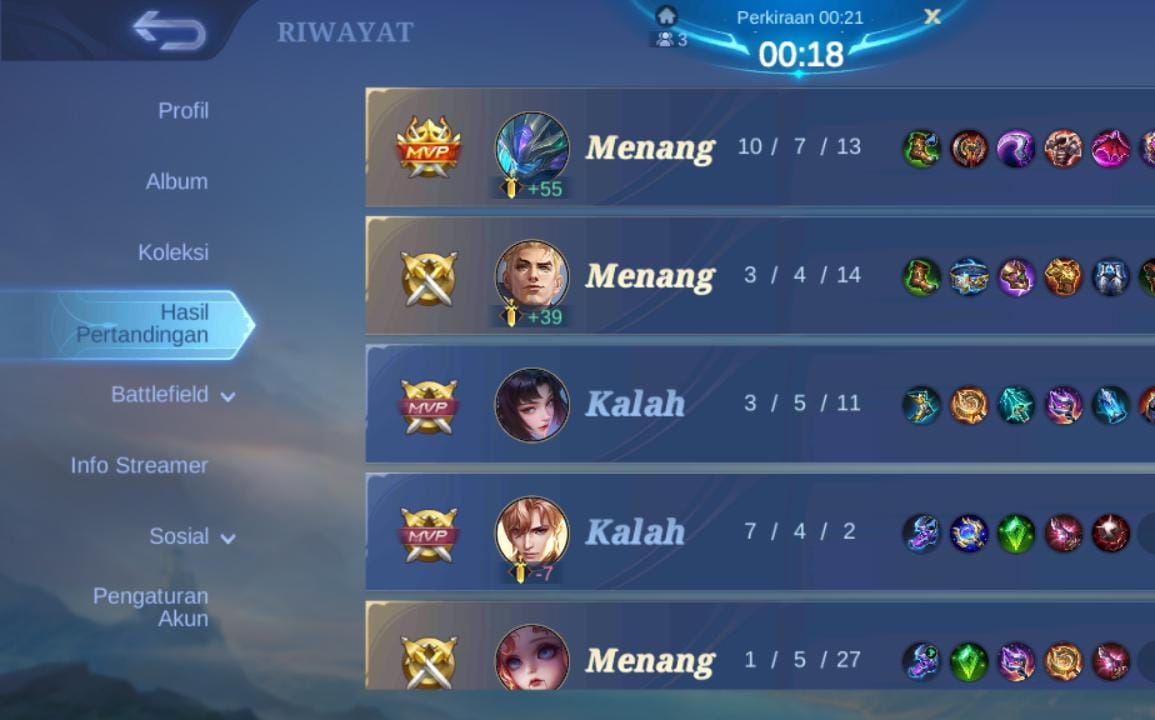 RIWAYAT
Perkiraan 00:21
X
3
00:18
Profil
Album
Koleksi
Hasil
Pertandingan
Battlefield
Info Streamer
Sosial
Pengaturan
Akun
MVP
+55
Menang
10 / 7 / 13
+39
Menang
3 / 4 / 14
MVP
Kalah
3 / 5 / 11
MVP
-7
Kalah
7 / 4 / 2
Menang
1 / 5 / 27